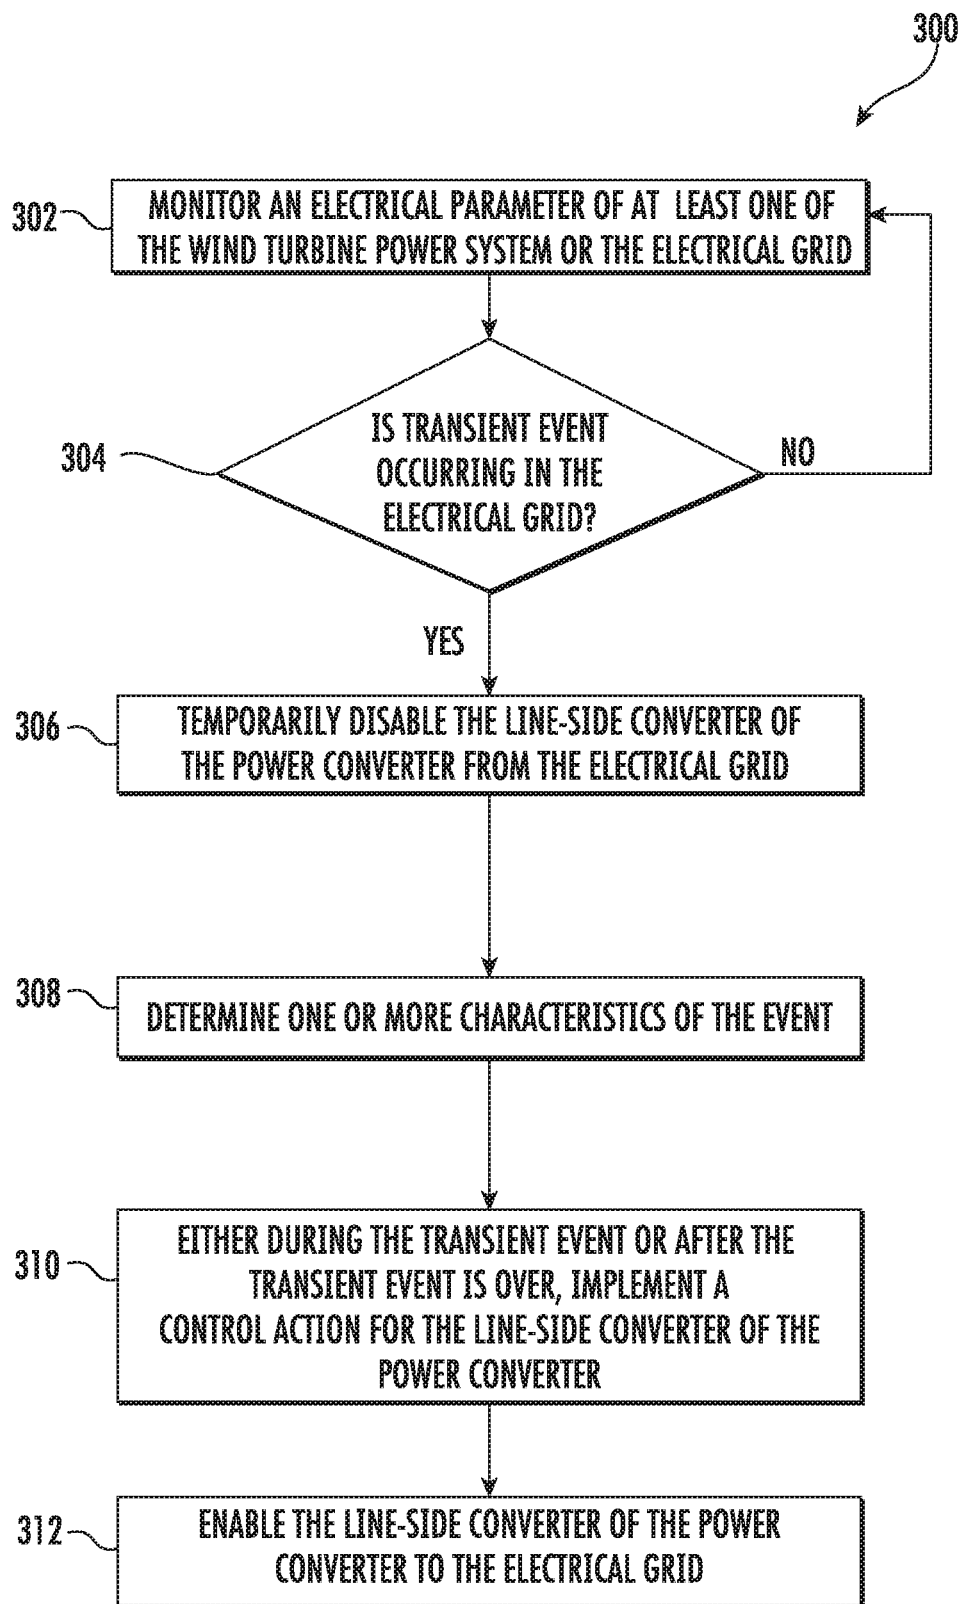 300
302
MONITOR AN ELECTRICAL PARAMETER OF AT LEAST ONE OF
THE WIND TURBINE POWER SYSTEM OR THE ELECTRICAL GRID
304
IS TRANSIENT EVENT
OCCURRING IN THE
ELECTRICAL GRID?
NO
YES
306
TEMPORARILY DISABLE THE LINE-SIDE CONVERTER OF
THE POWER CONVERTER FROM THE ELECTRICAL GRID
308
DETERMINE ONE OR MORE CHARACTERISTICS OF THE EVENT
310
EITHER DURING THE TRANSIENT EVENT OR AFTER THE
TRANSIENT EVENT IS OVER, IMPLEMENT A
CONTROL ACTION FOR THE LINE-SIDE CONVERTER OF THE
POWER CONVERTER
312
ENABLE THE LINE-SIDE CONVERTER OF THE POWER
CONVERTER TO THE ELECTRICAL GRID